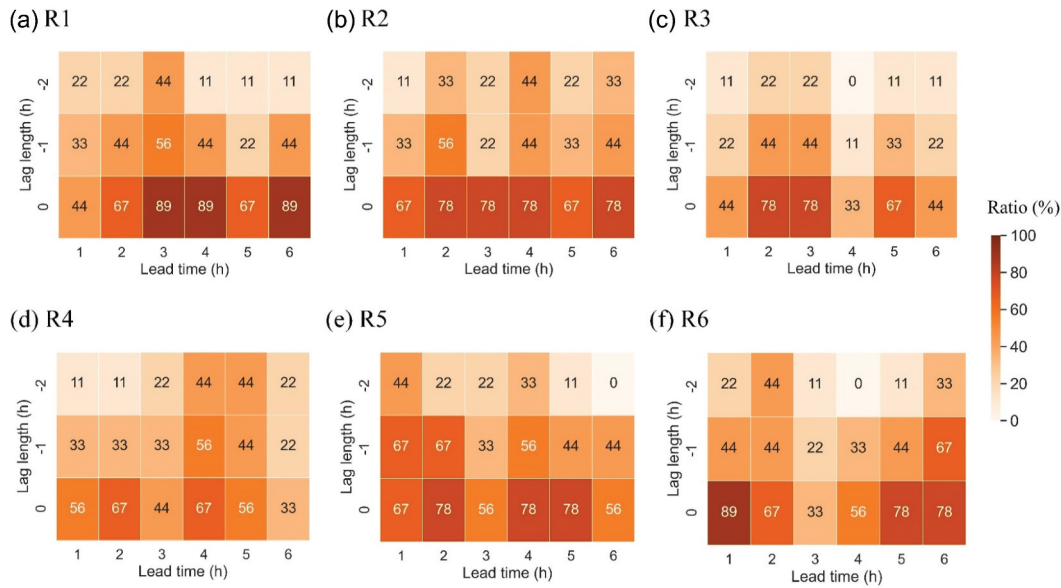 (a) R1
(b) R2
(c) R3
Lag length (h)
-2
22 22 44 11 11 11
-1
33 44 56 44 22 44
0
44 67 89 89 67 89
1 2 3 4 5 6
Lead time (h)
Lag length (h)
-2
11 33 22 44 22 33
-1
33 56 22 44 33 44
0
67 78 78 78 67 78
1 2 3 4 5 6
Lead time (h)
Lag length (h)
-2
11 22 22 0 11 11
-1
22 44 44 11 33 22
0
44 78 78 33 67 44
1 2 3 4 5 6
Lead time (h)
Ratio (%)
100
80
60
40
20
0
(d) R4
(e) R5
(f) R6
Lag length (h)
-2
11 11 22 44 44 22
-1
33 33 33 56 44 22
0
56 67 44 67 56 33
1 2 3 4 5 6
Lead time (h)
Lag length (h)
-2
44 22 22 33 11 0
-1
67 67 33 56 44 44
0
67 78 56 78 78 56
1 2 3 4 5 6
Lead time (h)
Lag length (h)
-2
22 44 11 0 11 33
-1
44 44 22 33 44 67
0
89 67 33 56 78 78
1 2 3 4 5 6
Lead time (h)